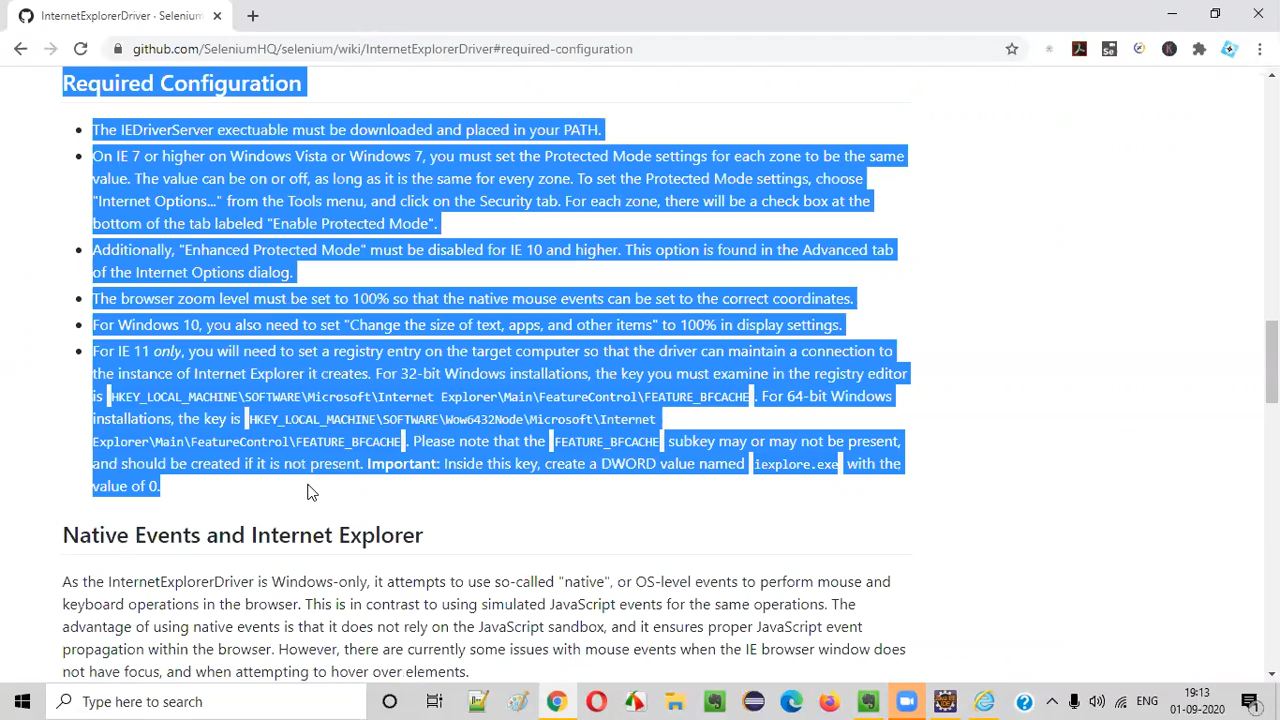 InternetExplorerDriver · Seleniu
github.com/SeleniumHQ/selenium/wiki/InternetExplorerDriver#required-configuration
Required Configuration
The IEDriverServer exectuable must be downloaded and placed in your PATH.
On IE 7 or higher on Windows Vista or Windows 7, you must set the Protected Mode settings for each zone to be the same
value. The value can be on or off, as long as it is the same for every zone. To set the Protected Mode settings, choose
"Internet Options..." from the Tools menu, and click on the Security tab. For each zone, there will be a check box at the
bottom of the tab labeled "Enable Protected Mode".
Additionally, "Enhanced Protected Mode" must be disabled for IE 10 and higher. This option is found in the Advanced tab
of the Internet Options dialog.
The browser zoom level must be set to 100% so that the native mouse events can be set to the correct coordinates.
For Windows 10, you also need to set "Change the size of text, apps, and other items" to 100% in display settings.
For IE 11 only, you will need to set a registry entry on the target computer so that the driver can maintain a connection to
the instance of Internet Explorer it creates. For 32-bit Windows installations, the key you must examine in the registry editor
is HKEY_LOCAL_MACHINE\SOFTWARE\Microsoft\Internet Explorer\Main\FeatureControl\FEATURE_BFCACHE . For 64-bit Windows
installations, the key is HKEY_LOCAL_MACHINE\SOFTWARE\Wow6432Node\Microsoft\Internet
Explorer\Main\FeatureControl\FEATURE_BFCACHE . Please note that the FEATURE_BFCACHE subkey may or may not be present,
and should be created if it is not present. Important: Inside this key, create a DWORD value named iexplore.exe with the
value of 0.
Native Events and Internet Explorer
As the InternetExplorerDriver is Windows-only, it attempts to use so-called "native", or OS-level events to perform mouse and
keyboard operations in the browser. This is in contrast to using simulated JavaScript events for the same operations. The
advantage of using native events is that it does not rely on the JavaScript sandbox, and it ensures proper JavaScript event
propagation within the browser. However, there are currently some issues with mouse events when the IE browser window does
not have focus, and when attempting to hover over elements.
Type here to search
ENG
19:13
01-09-2020